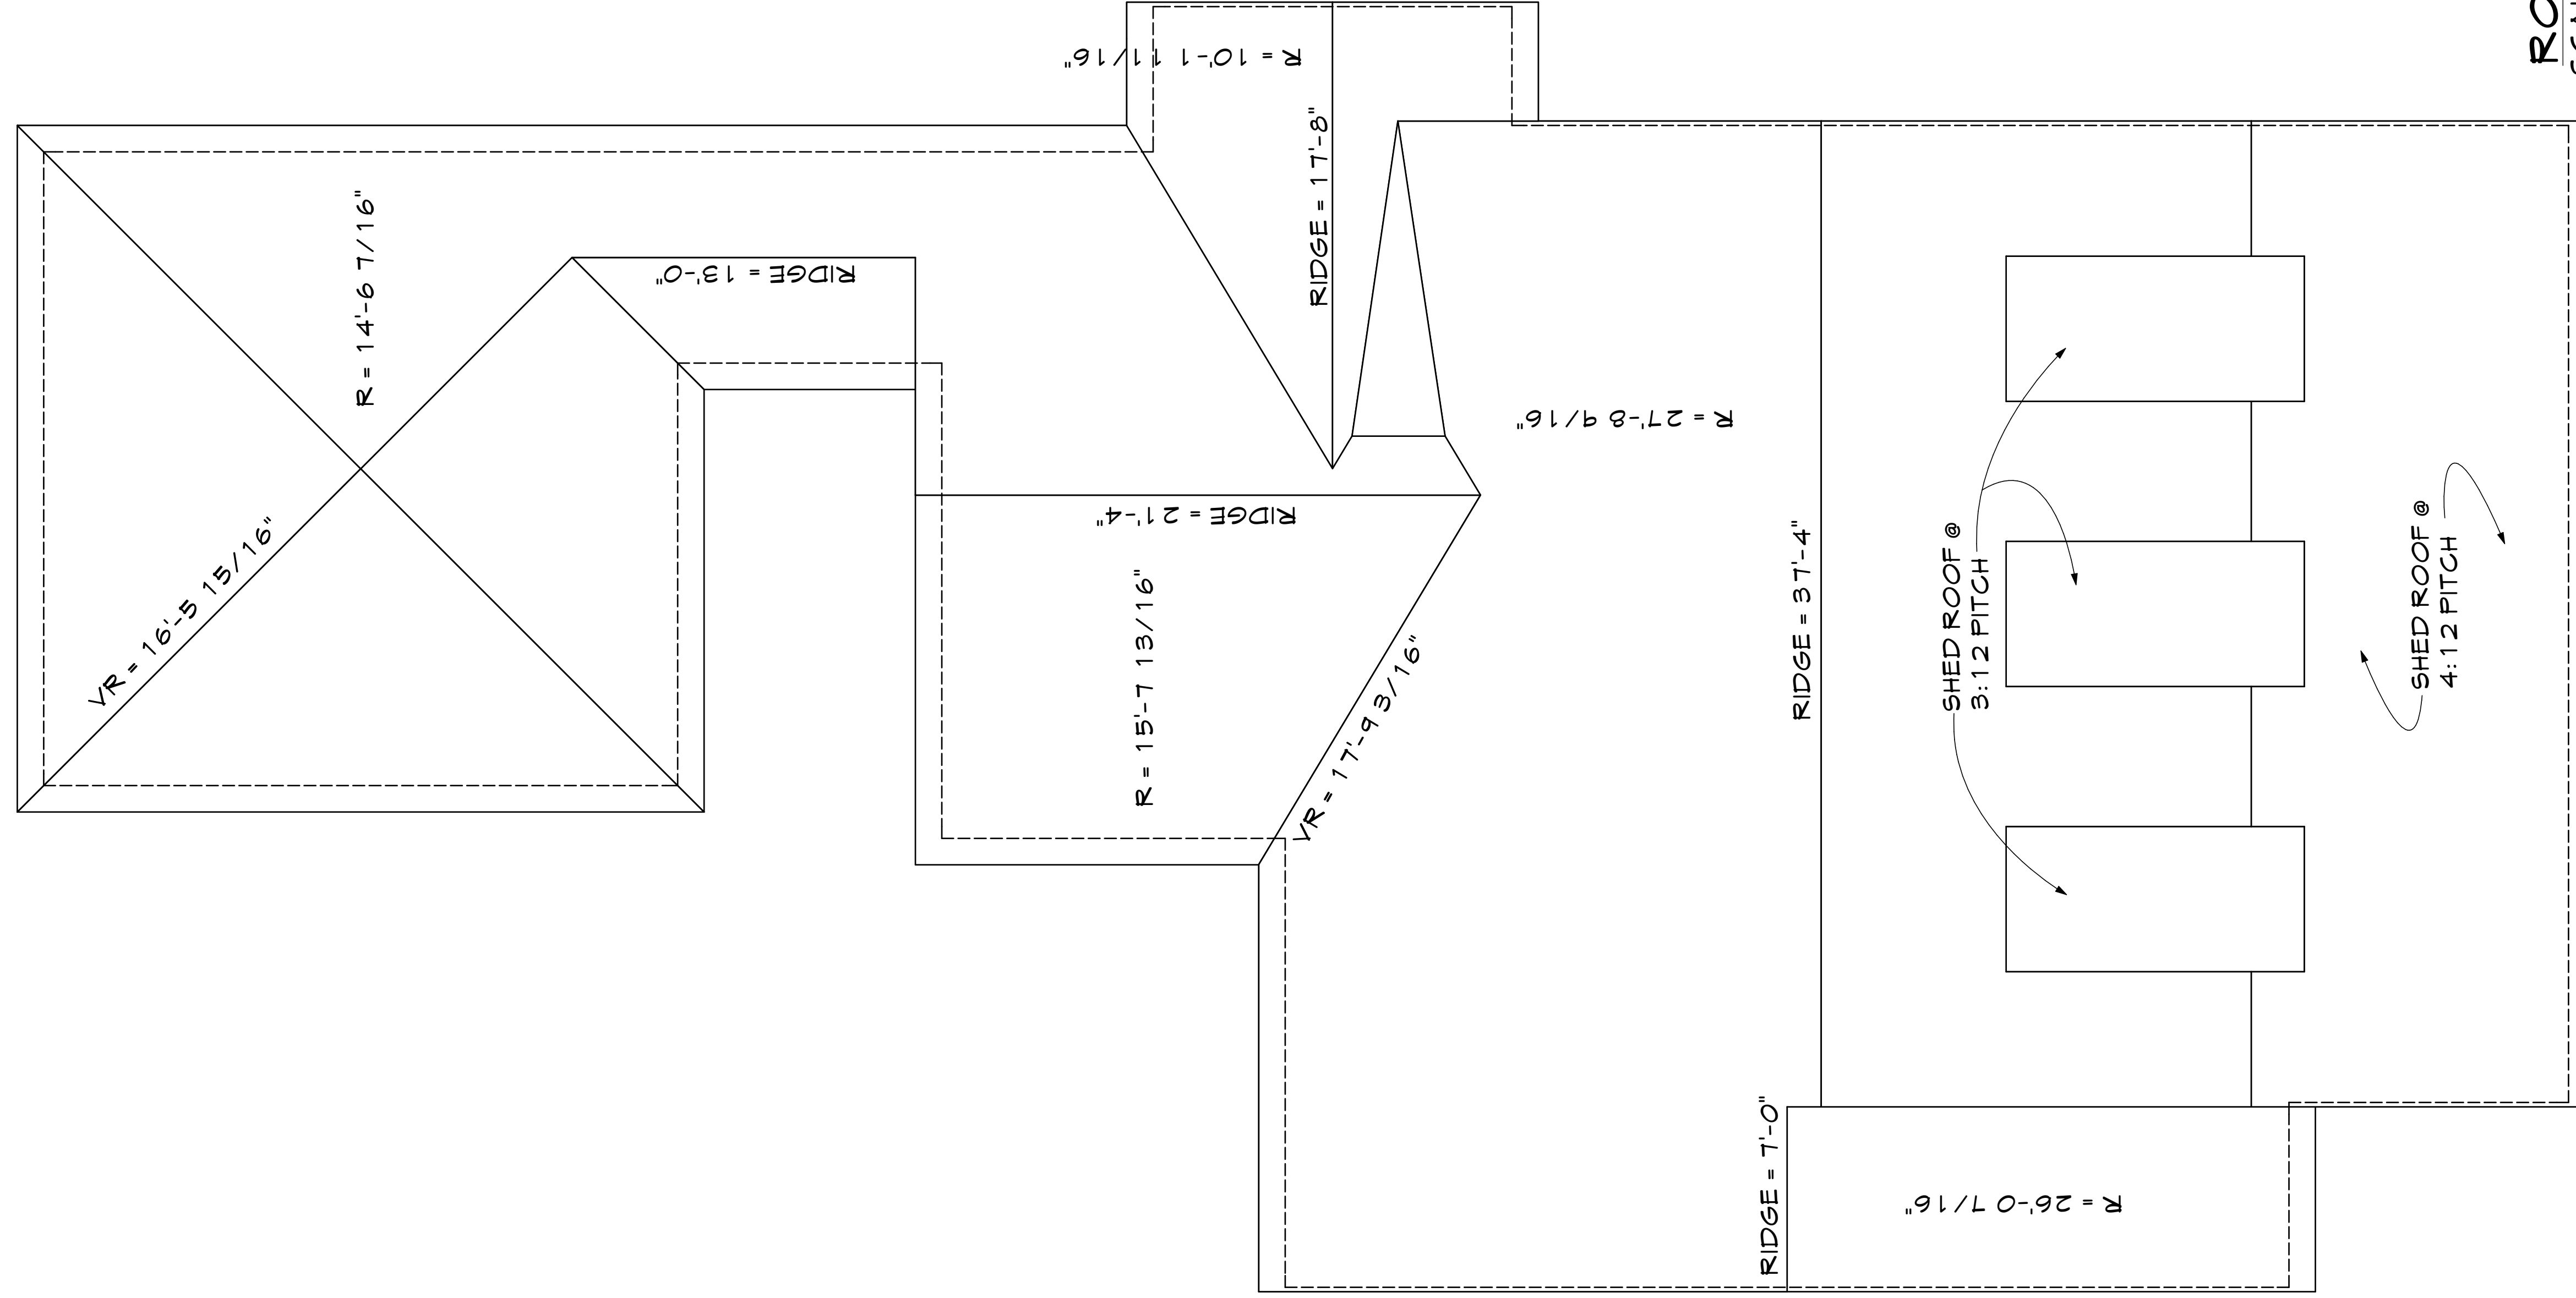 R = 10'-1 11/16"
RIDGE = 17'-8"
R = 14'-6 7/16"
RIDGE = 13'-0"
VR = 16'-5 15/16"
R = 27'-8 9/16"
RIDGE = 21'-4"
R = 15'-7 13/16"
VR = 17'-9 3/16"
RIDGE = 37'-4"
SHED ROOF @
3:12 PITCH
SHED ROOF @
4:12 PITCH
RIDGE = 7'-0"
R = 26'-0 7/16"
RO